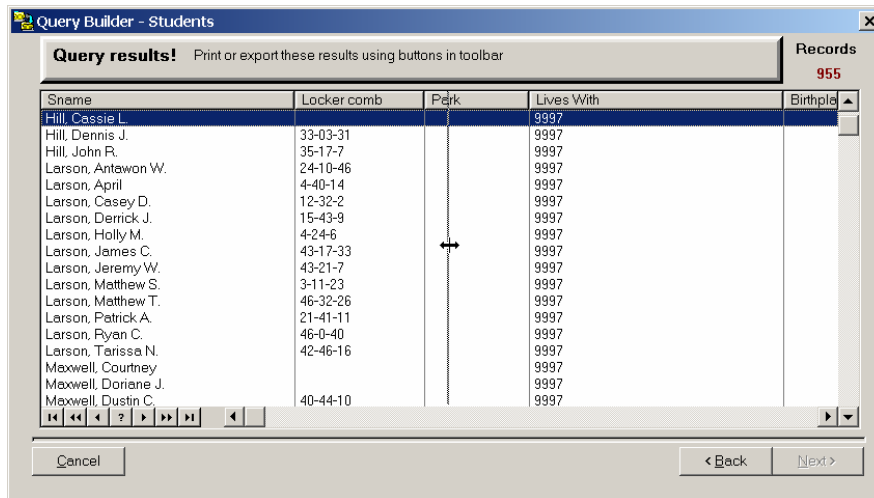 Query Builder - Students
Query results! Print or export these results using buttons in toolbar
Records
955
Sname Locker comb Park Lives With Birthpla
Hill, Cassie L. 9997
Hill, Dennis J. 33-03-31 9997
Hill, John R. 35-17-7 9997
Larson, Antawon W. 24-10-46 9997
Larson, April 4-40-14 9997
Larson, Casey D. 12-32-2 9997
Larson, Derrick J. 15-43-9 9997
Larson, Holly M. 4-24-6 9997
Larson, James C. 43-17-33 9997
Larson, Jeremy W. 43-21-7 9997
Larson, Matthew S. 3-11-23 9997
Larson, Matthew T. 46-32-26 9997
Larson, Patrick A. 21-41-11 9997
Larson, Ryan C. 46-0-40 9997
Larson, Tarissa N. 42-46-16 9997
Maxwell, Courtney 9997
Maxwell, Doriane J. 9997
Maxwell, Dustin C. 40-44-10 9997
?
Cancel < Back Next >